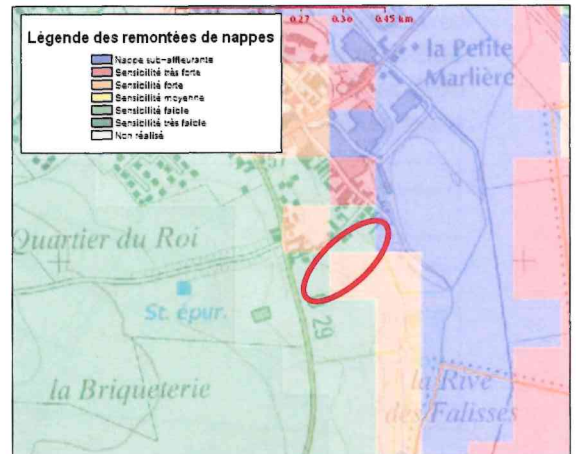 0.27 0.36 0.45 km
Légende des remontées de nappes
Nappe sub-affleurante
Sensibilité très forte
Sensibilité forte
Sensibilité moyenne
Sensibilité faible
Sensibilité très faible
Non réalisé
la Petite
Marlière
Quartier du Roi
St. épur.
29
la Briqueterie
la Rive
des Falisses